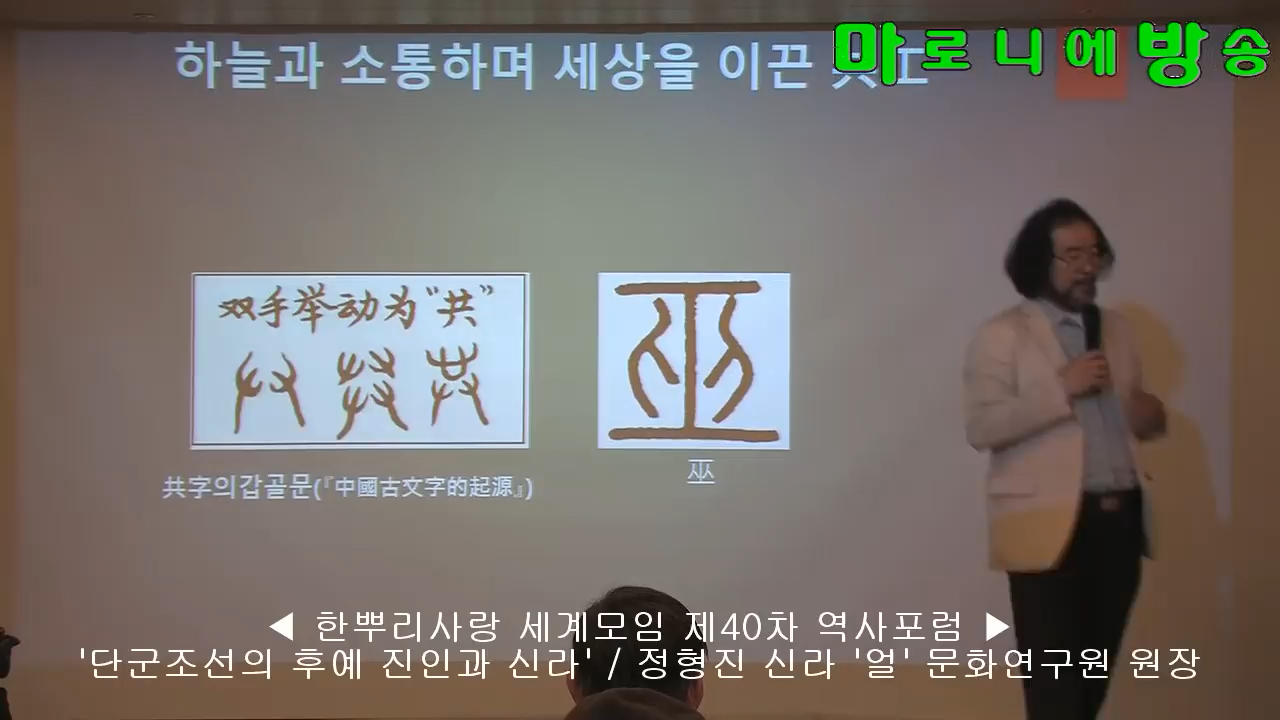 하늘과 소통하며 세상을 이끈
마로니에방송
双手举动为“共”
巫
共字의갑골문(『中國古文字的起源』)
巫
◀ 한뿌리사랑 세계모임 제40차 역사포럼 ▶
'단군조선의 후예 진인과 신라' / 정형진 신라 '얼' 문화연구원 원장